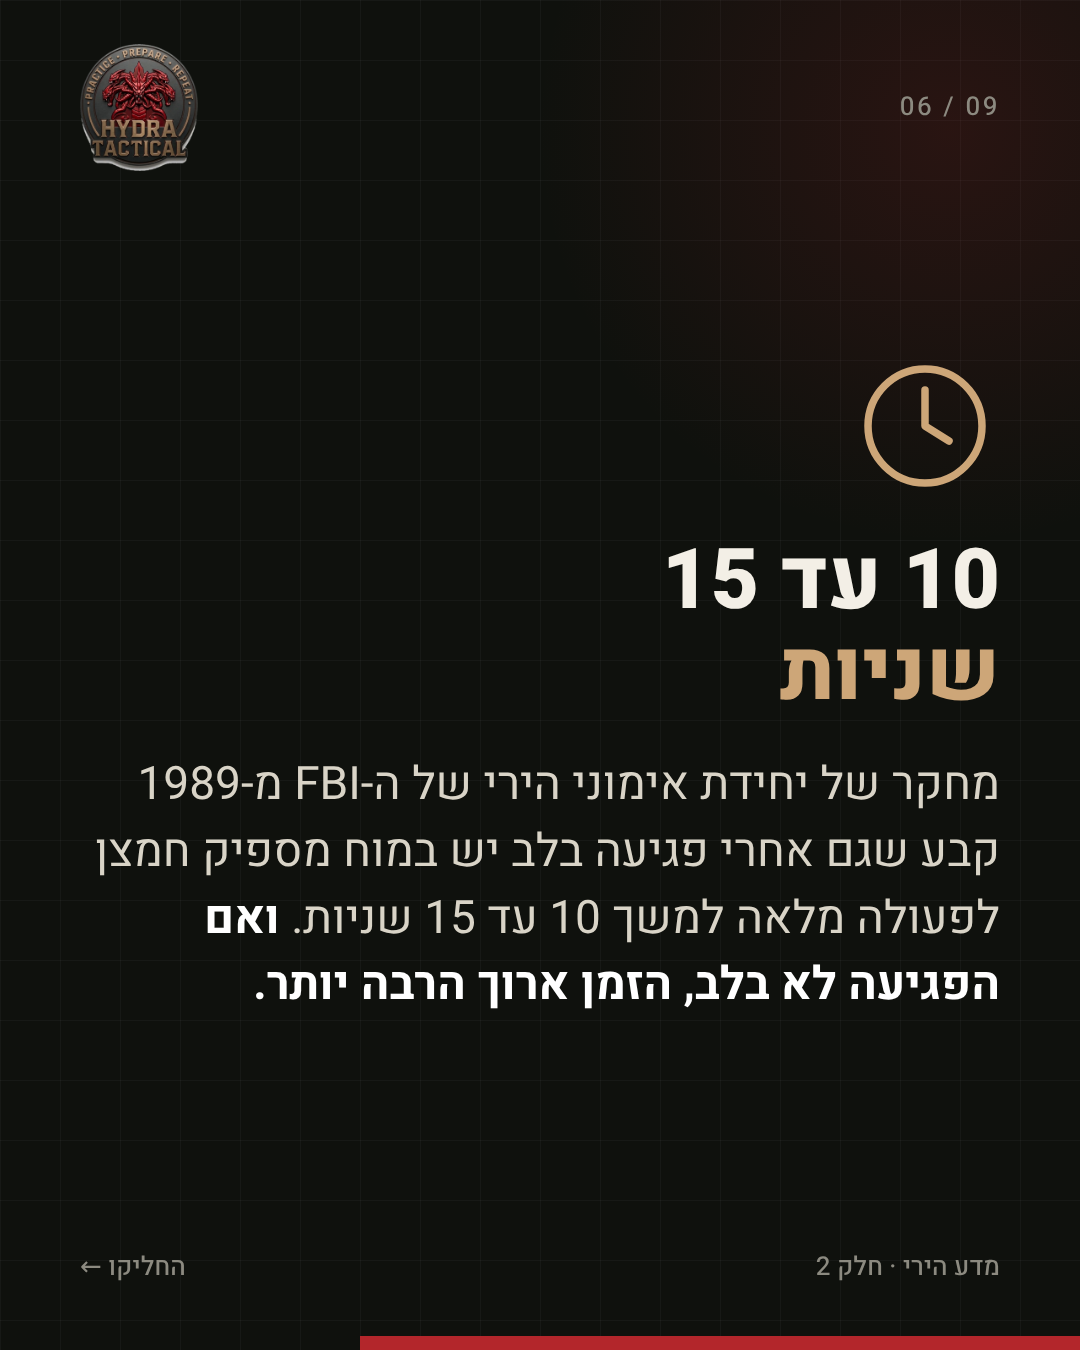 PRACTICE · PREPARE · REPEAT
HYDRA
TACTICAL
06 / 09
10 עד 15
שניות
מחקר של יחידת אימוני הירי של ה-FBI מ-1989
קבע שגם אחרי פגיעה בלב יש במוח מספיק חמצן
לפעולה מלאה למשך 10 עד 15 שניות. ואם
הפגיעה לא בלב, הזמן ארוך הרבה יותר.
מדע הירי · חלק 2
החליקו ←